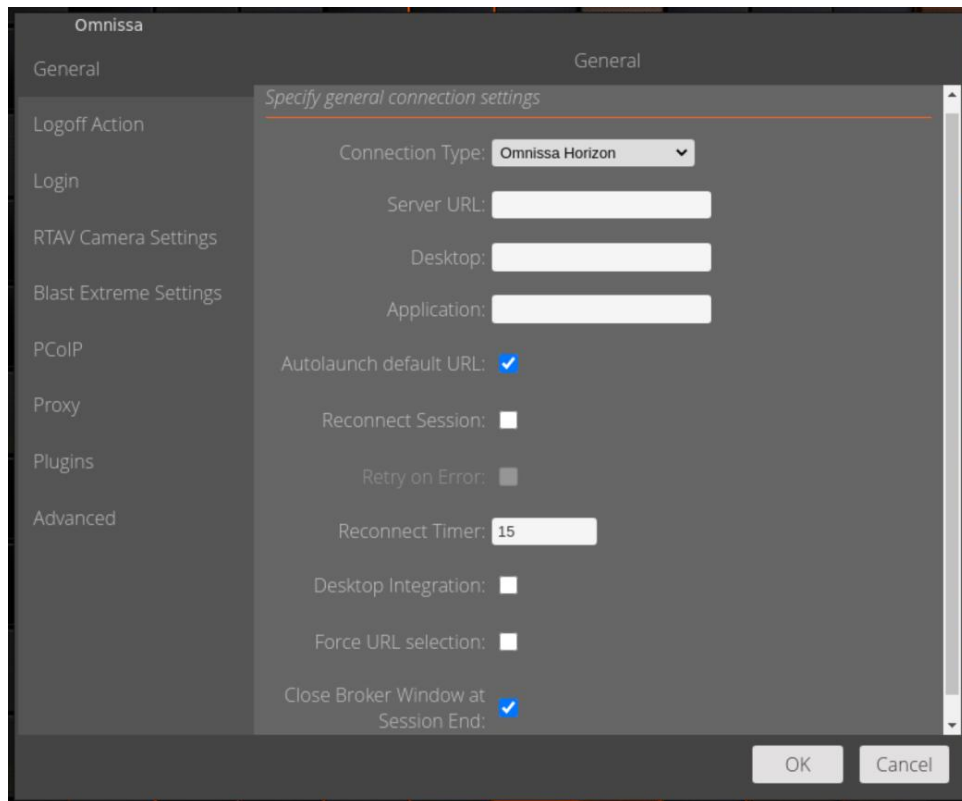 Omnissa
General
Logoff Action
Login
RTAV Camera Settings
Blast Extreme Settings
PCoIP
Proxy
Plugins
Advanced
General
Specify general connection settings
Connection Type: Omnissa Horizon
Server URL:
Desktop:
Application:
Autolaunch default URL:
Reconnect Session:
Retry on Error:
Reconnect Timer: 15
Desktop Integration:
Force URL selection:
Close Broker Window at
Session End:
OK Cancel